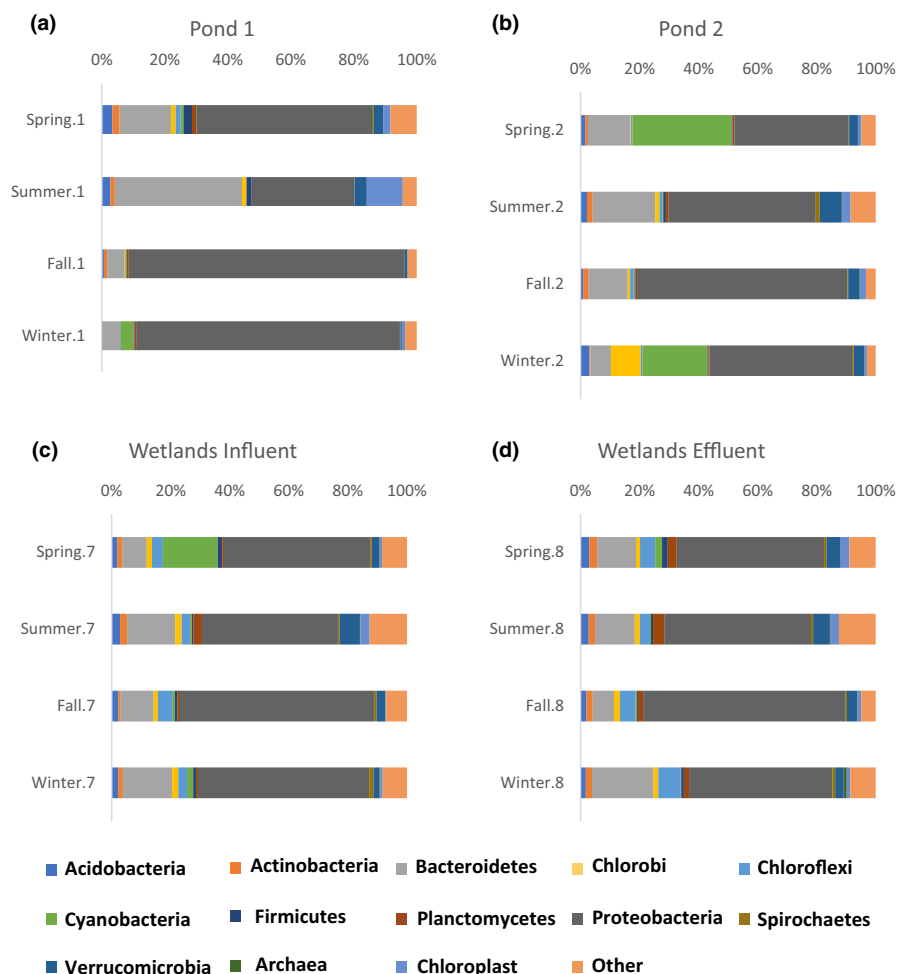 (a)
Pond 1
0% 20% 40% 60% 80% 100%
Spring.1
Summer.1
Fall.1
Winter.1
(b)
Pond 2
0% 20% 40% 60% 80% 100%
Spring.2
Summer.2
Fall.2
Winter.2
(c)
Wetlands Influent
0% 20% 40% 60% 80% 100%
Spring.7
Summer.7
Fall.7
Winter.7
(d)
Wetlands Effluent
0% 20% 40% 60% 80% 100%
Spring.8
Summer.8
Fall.8
Winter.8
Acidobacteria Actinobacteria Bacteroidetes Chlorobi Chloroflexi
Cyanobacteria Firmicutes Planctomycetes Proteobacteria Spirochaetes
Verrucomicrobia Archaea Chloroplast Other